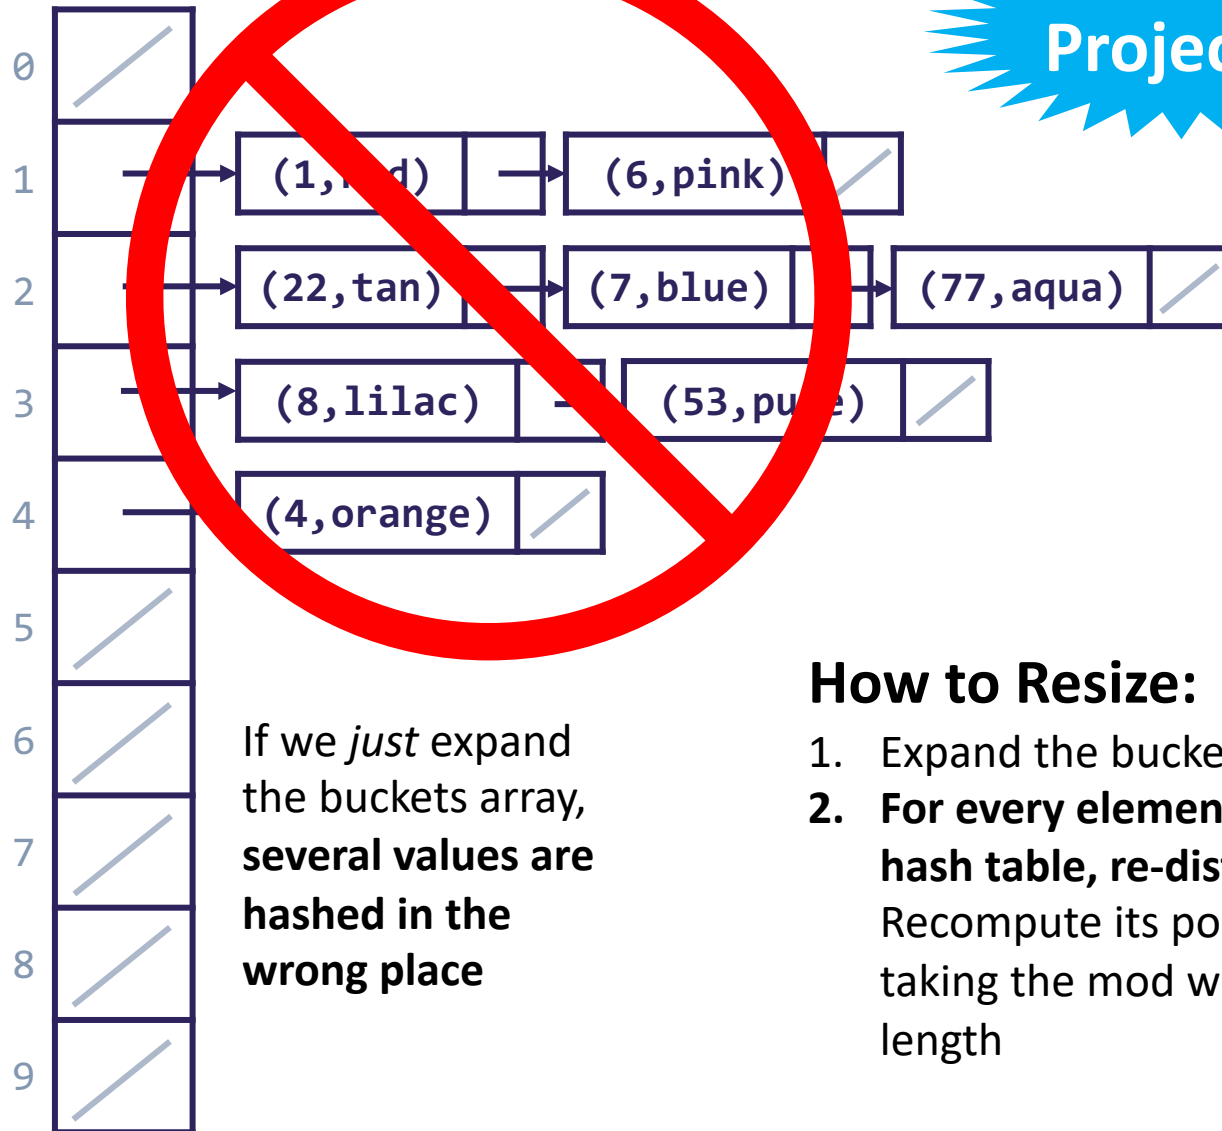 Projec
0
1
(1,red)
(6,pink)
2
(22,tan)
(7,blue)
(77,aqua)
3
(8,lilac)
(53,pu e)
4
(4,orange)
5
6
7
8
9
If we just expand
the buckets array,
several values are
hashed in the
wrong place
How to Resize:
1. Expand the bucke
2. For every elemen
hash table, re-dis
Recompute its po
taking the mod w
length